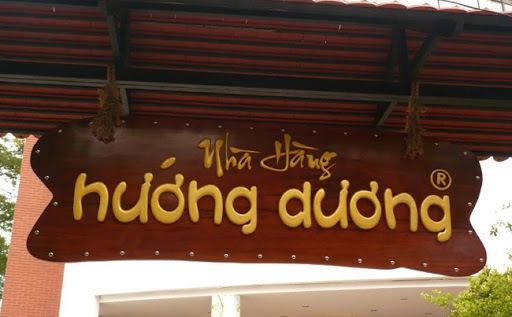 Nhà Hàng
hướng dương ®